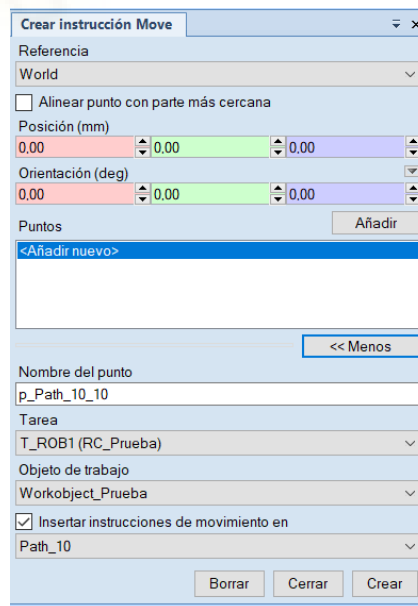 Crear instrucción Move
Referencia
World
Alinear punto con parte más cercana
Posición (mm)
0,00 0,00 0,00
Orientación (deg)
0,00 0,00 0,00
Puntos Añadir
<Añadir nuevo>
<< Menos
Nombre del punto
p_Path_10_10
Tarea
T_ROB1 (RC_Prueba)
Objeto de trabajo
Workobject_Prueba
Insertar instrucciones de movimiento en
Path_10
Borrar Cerrar Crear